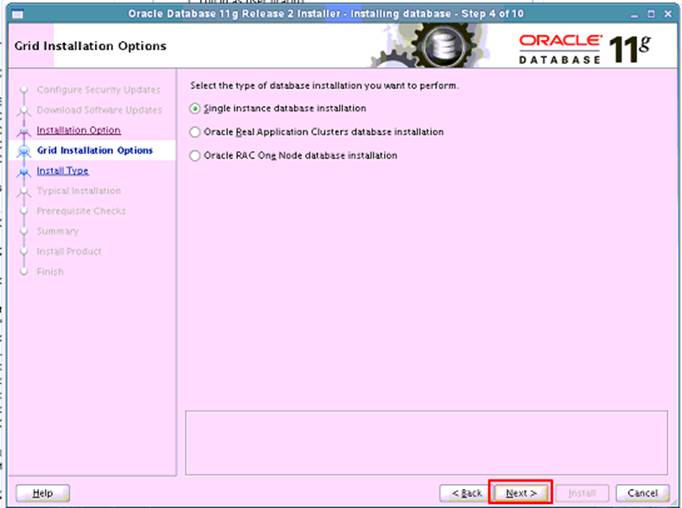 Oracle Database 11g Release 2 Installer - Installing database - Step 4 of 10
Grid Installation Options
ORACLE
DATABASE
11g
Configure Security Updates
Download Software Updates
Installation Option
Grid Installation Options
Install Type
Typical Installation
Prerequisite Checks
Summary
Install Product
Finish
Select the type of database installation you want to perform.
Single instance database installation
Oracle Real Application Clusters database installation
Oracle RAC One Node database installation
Help
< Back
Next >
Install
Cancel